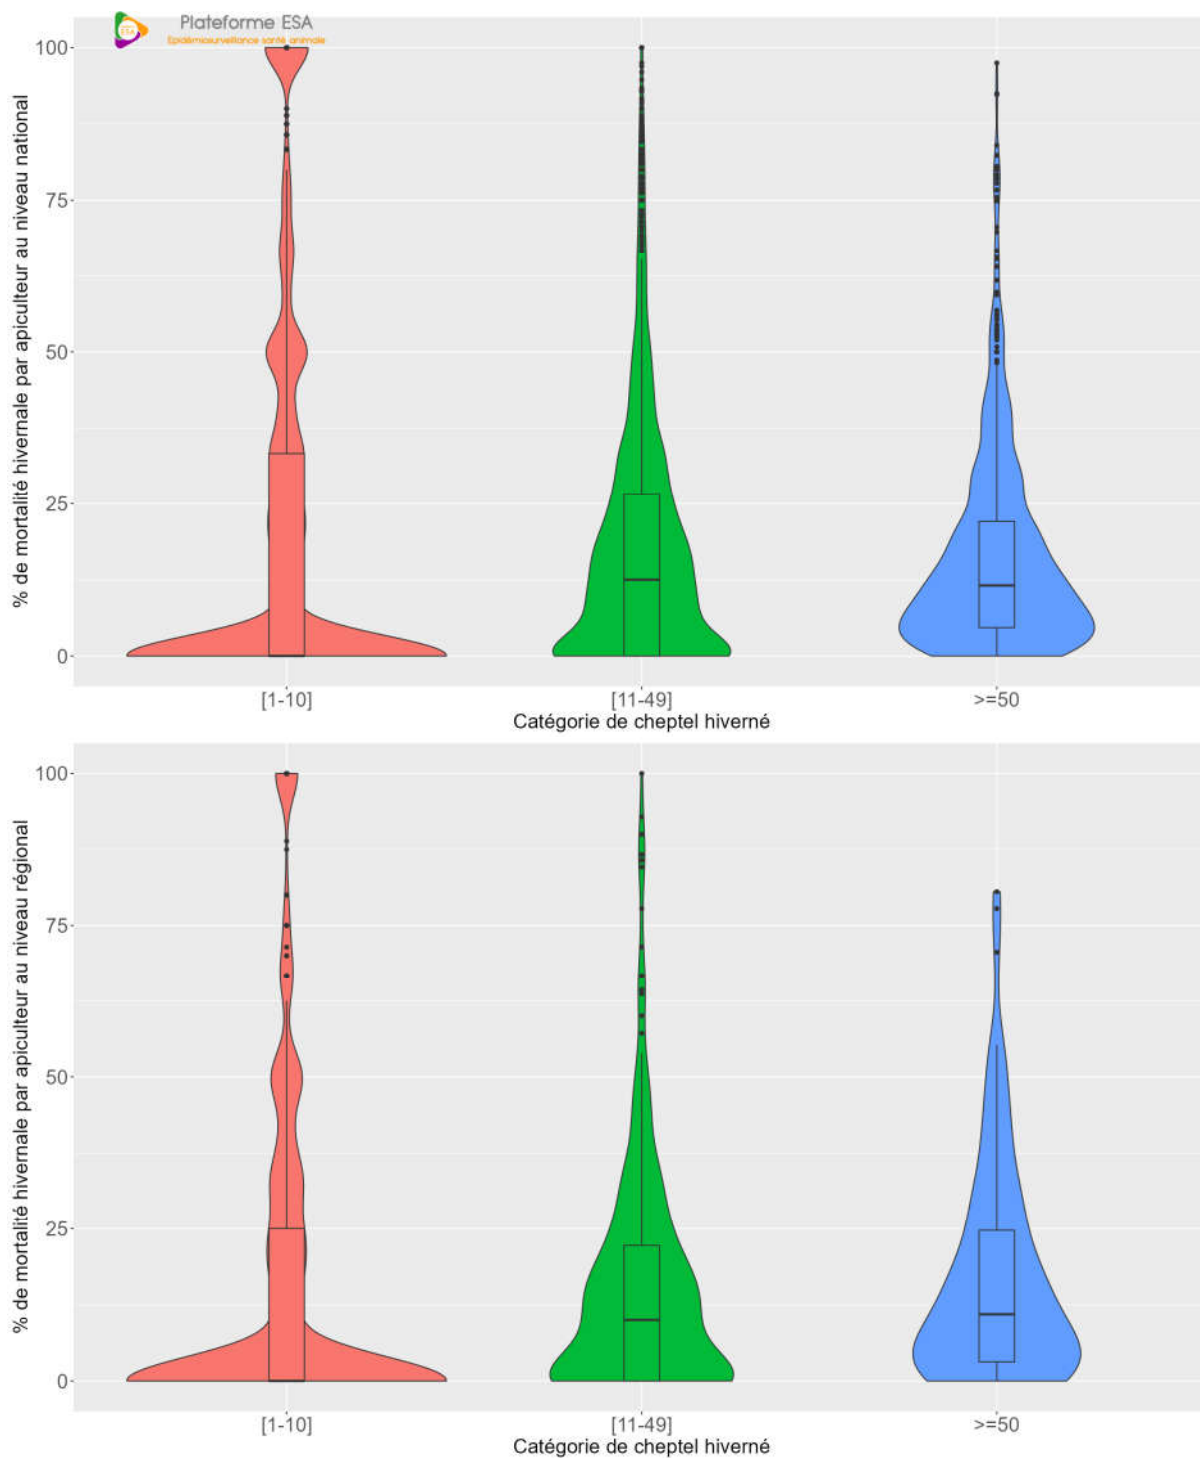 Plateforme ESA
ESA
Epidémiosurveillance santé animale
% de mortalité hivernale par apiculteur au niveau national
100
75
50
25
0
[1-10]
[11-49]
>=50
Catégorie de cheptel hiverné
% de mortalité hivernale par apiculteur au niveau régional
100
75
50
25
0
[1-10]
[11-49]
>=50
Catégorie de cheptel hiverné